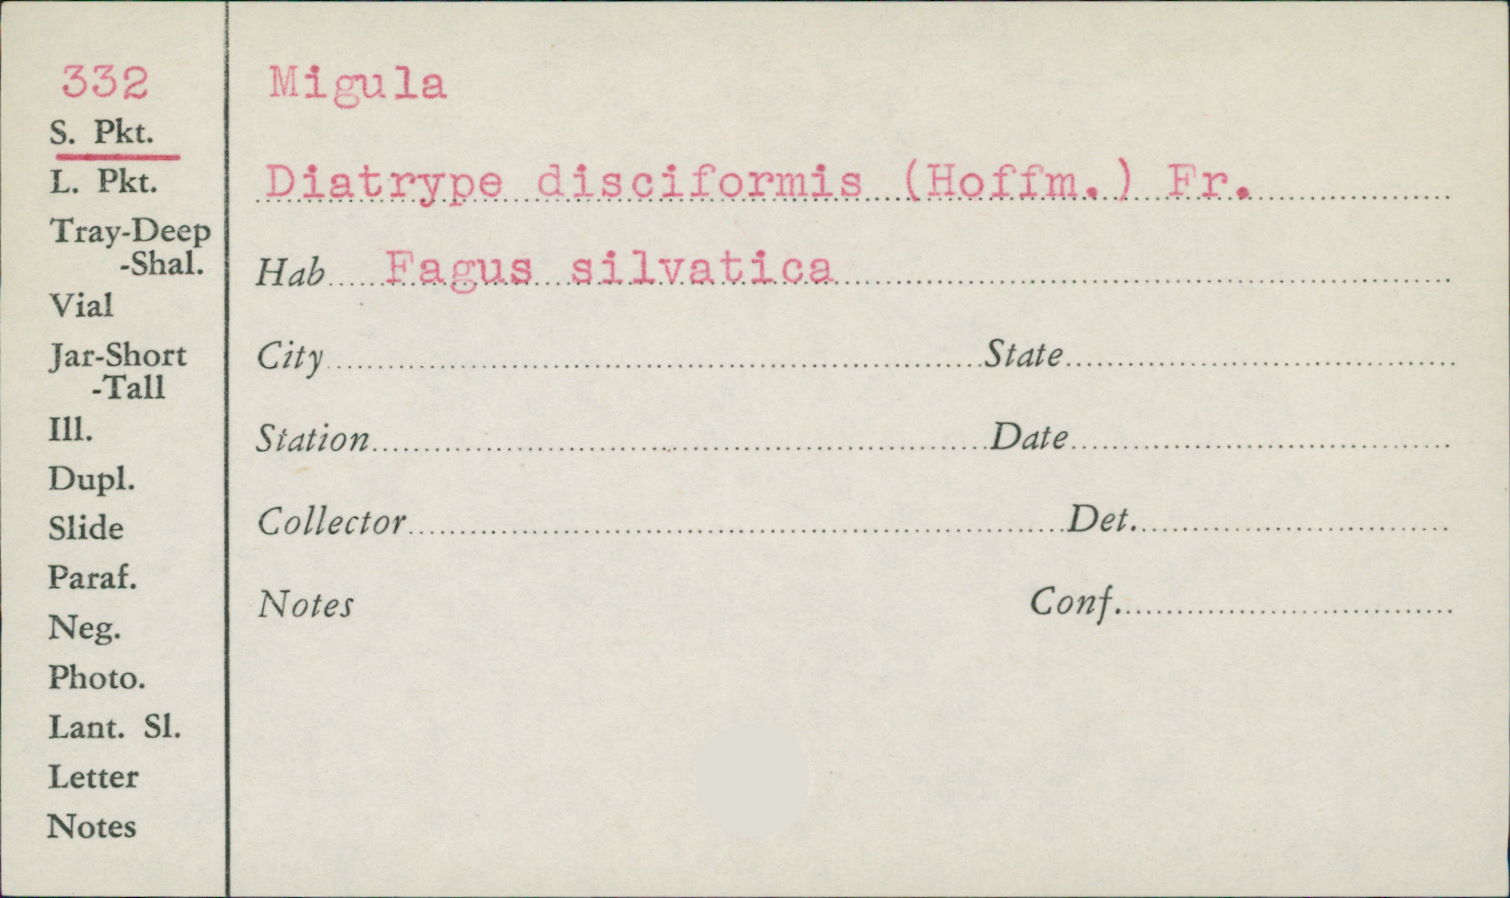 332
S. Pkt.
L. Pkt.
Tray-Deep
-Shal.
Vial
Jar-Short
-Tall
Ill.
Dupl.
Slide
Paraf.
Neg.
Photo.
Lant. Sl.
Letter
Notes
Migula
Diatrype disciformis (Hoffm.) Fr.
Hab Fagus silvatica
City State
Station Date
Collector Det.
Notes Conf.